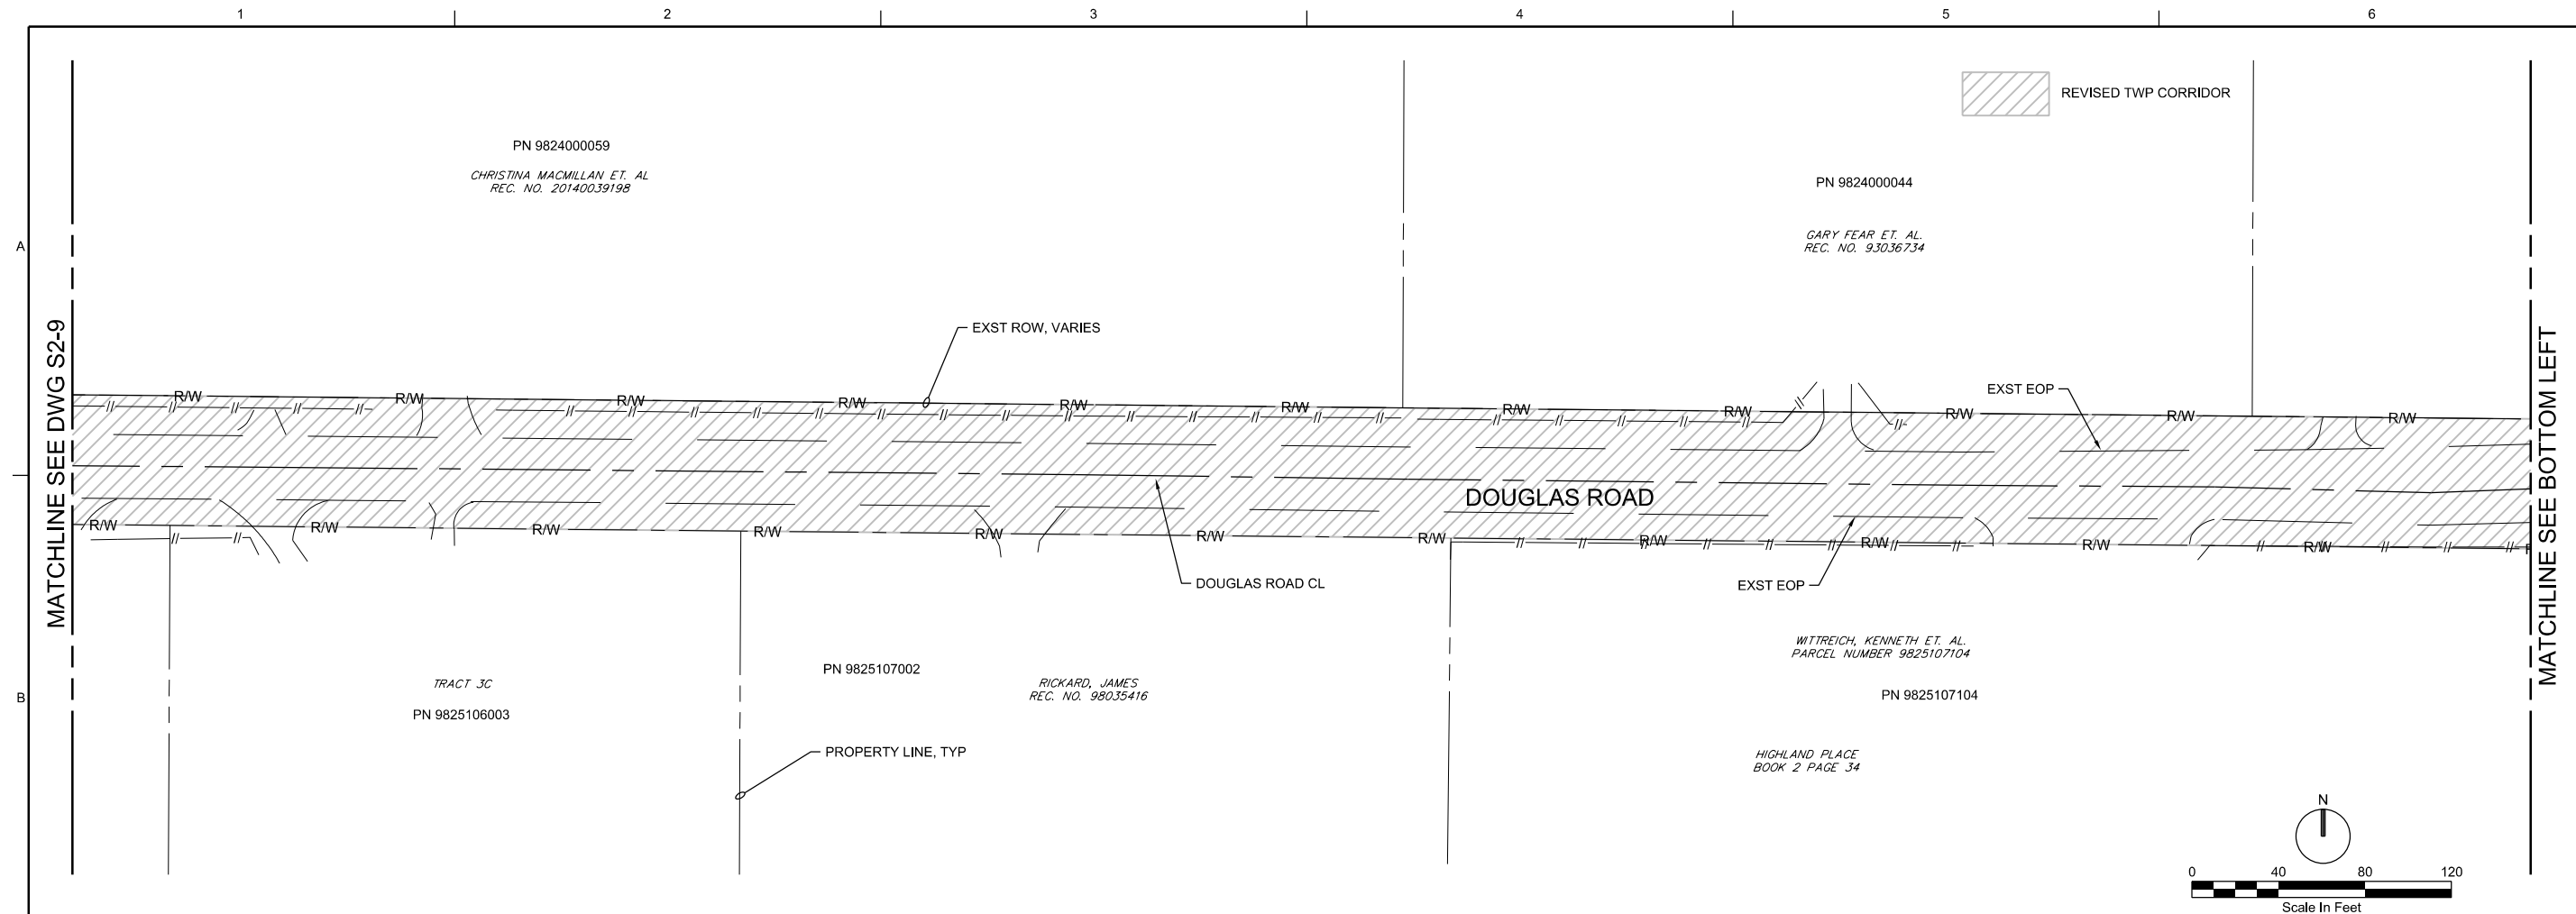 1 2 3 4 5 6
REVISED TWP CORRIDOR
PN 9824000059
CHRISTINA MACMILLAN ET. AL
REC. NO. 20140039198
PN 9824000044
GARY FEAR ET. AL.
REC. NO. 93036734
A
EXST ROW, VARIES
EXST EOP
MATCHLINE SEE DWG S2-9
MATCHLINE SEE BOTTOM LEFT
R/W R/W R/W R/W R/W R/W R/W R/W R/W R/W R/W
DOUGLAS ROAD
R/W R/W R/W R/W R/W R/W R/W R/W R/W R/W R/W
DOUGLAS ROAD CL
EXST EOP
B
TRACT 3C
PN 9825106003
PN 9825107002
RICKARD, JAMES
REC. NO. 98035416
WITTREICH, KENNETH ET. AL.
PARCEL NUMBER 9825107104
PN 9825107104
PROPERTY LINE, TYP
HIGHLAND PLACE
BOOK 2 PAGE 34
N
0 40 80 120
Scale In Feet